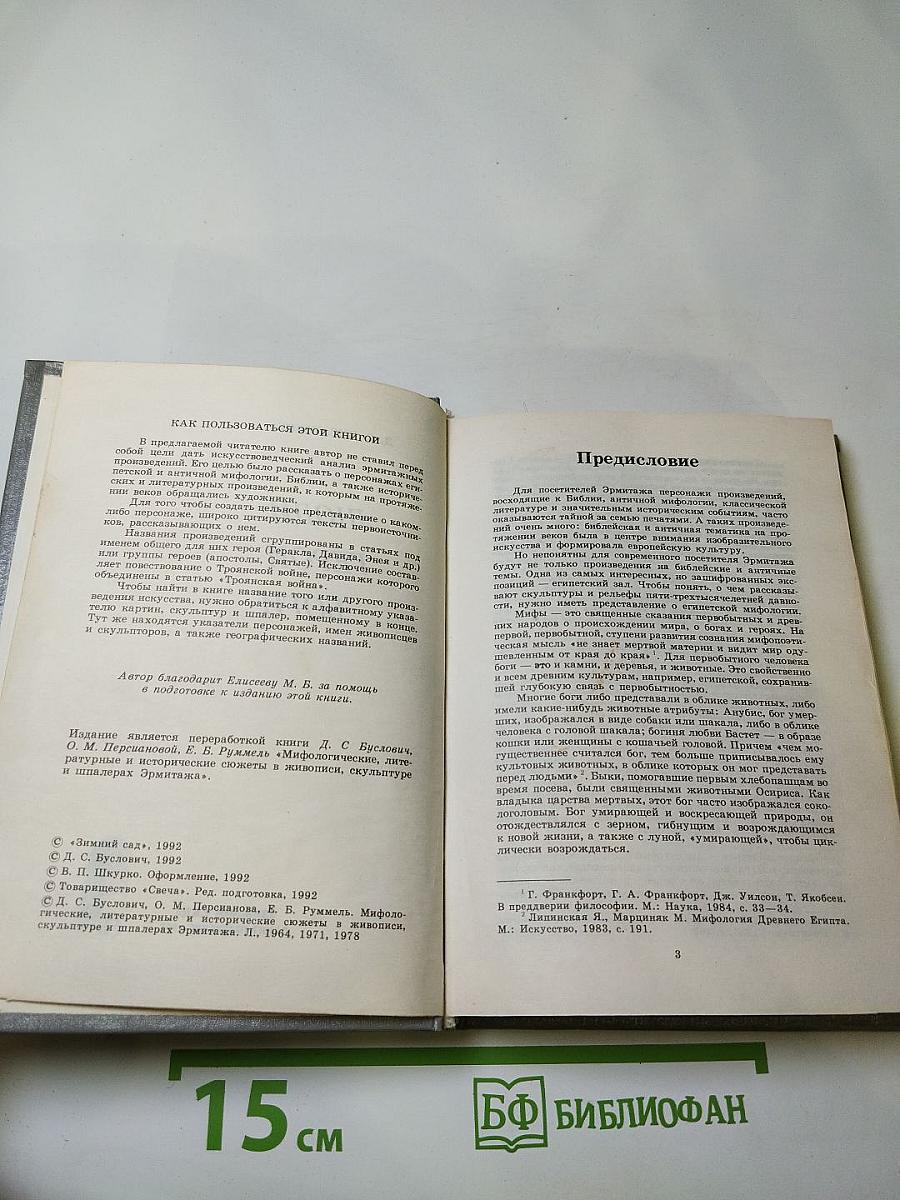 КАК ПОЛЬЗОВАТЬСЯ ЭТОЙ КНИГОЙ
В предлагаемой читателю книге автор не ставил перед
собой цели дать искусствоведческий анализ эрмитажных
произведений. Его целью было рассказать о персонажах еги-
петской и античной мифологии, Библии, а также историче-
ских и литературных произведений, к которым на протяже-
нии веков обращались художники.
Для того чтобы создать цельное представление о каком-
либо персонаже, широко цитируются тексты первоисточни-
ков, рассказывающих о нем.
Названия произведений сгруппированы в статьях под
именем общего для них героя (Геракла, Давида, Энея и др.)
или группы героев (апостолы, Святые). Исключение состав-
ляет повествование о Троянской войне, персонажи которого
объединены в статью «Троянская война».
Чтобы найти в книге название того или другого произ-
ведения искусства, нужно обратиться к алфавитному указа-
телю картин, скульптур и шпалер, помещенному в конце.
Тут же находятся указатели персонажей, имен живописцев
и скульпторов, а также географических названий.
Автор благодарит Елисееву М. Б. за помощь
в подготовке к изданию этой книги.
Издание является переработкой книги Д. С Буслович,
О. М. Персиановой, Е. Б. Руммель «Мифологические, лите-
ратурные и исторические сюжеты в живописи, скульптуре
и шпалерах Эрмитажа».
© «Зимний сад», 1992
© Д. С. Буслович, 1992
© В. П. Шкурко. Оформление, 1992
© Товарищество «Свеча». Ред. подготовка, 1992
© Д. С. Буслович, О. М. Персианова, Е. Б. Руммель. Мифоло-
гические, литературные и исторические сюжеты в живописи,
скульптуре и шпалерах Эрмитажа. Л., 1964, 1971, 1978
Предисловие
Для посетителей Эрмитажа персонажи произведений,
восходящие к Библии, античной мифологии, классической
литературе и значительным историческим событиям, часто
оказываются тайной за семью печатями. А таких произведе-
ний очень много: библейская и античная тематика на про-
тяжении веков была в центре внимания изобразительного
искусства и формировала европейскую культуру.
Но непонятны для современного посетителя Эрмитажа
будут не только произведения на библейские и античные
темы. Одна из самых интересных, но зашифрованных экс-
позиций — египетский зал. Чтобы понять, о чем рассказы-
вают скульптуры и рельефы пяти-трехтысячелетней давно-
сти, нужно иметь представление о египетской мифологии.
Мифы — это священные сказания первобытных и древ-
них народов о происхождении мира, о богах и героях. На
первой, первобытной, ступени развития сознания мифопоэти-
ческая мысль «не знает мертвой материи и видит мир оду-
шевленным от края до края»¹. Для первобытного человека
боги — это и камни, и деревья, и животные. Это свойственно
и всем древним культурам, например, египетской, сохранив-
шей глубокую связь с первобытностью.
Многие боги либо представали в облике животных, либо
имели какие-нибудь животные атрибуты: Анубис, бог умер-
ших, изображался в виде собаки или шакала, либо в облике
человека с головой шакала; богиня любви Бастет — в образе
кошки или женщины с кошачьей головой. Причем «чем мо-
гущественнее считался бог, тем больше приписывалось ему
культовых животных, в облике которых он мог представать
перед людьми»². Быки, помогавшие первым хлебопашцам во
время посева, были священными животными Осириса. Как
владыка царства мертвых, этот бог часто изображался соко-
логоловым. Бог умирающей и воскресающей природы, он
отождествлялся с зерном, гибнущим и возрождающимся
к новой жизни, а также с луной, «умирающей», чтобы цик-
лически возрождаться.
¹ Г. Франкфорт, Г. А. Франкфорт, Дж. Уилсон, Т. Якобсен.
В преддверии философии. М.: Наука, 1984, с. 33—34.
² Липинская Я., Марциняк М. Мифология Древнего Египта.
М.: Искусство, 1983, с. 191.
3
15 см
БФ БИБЛИОФАН